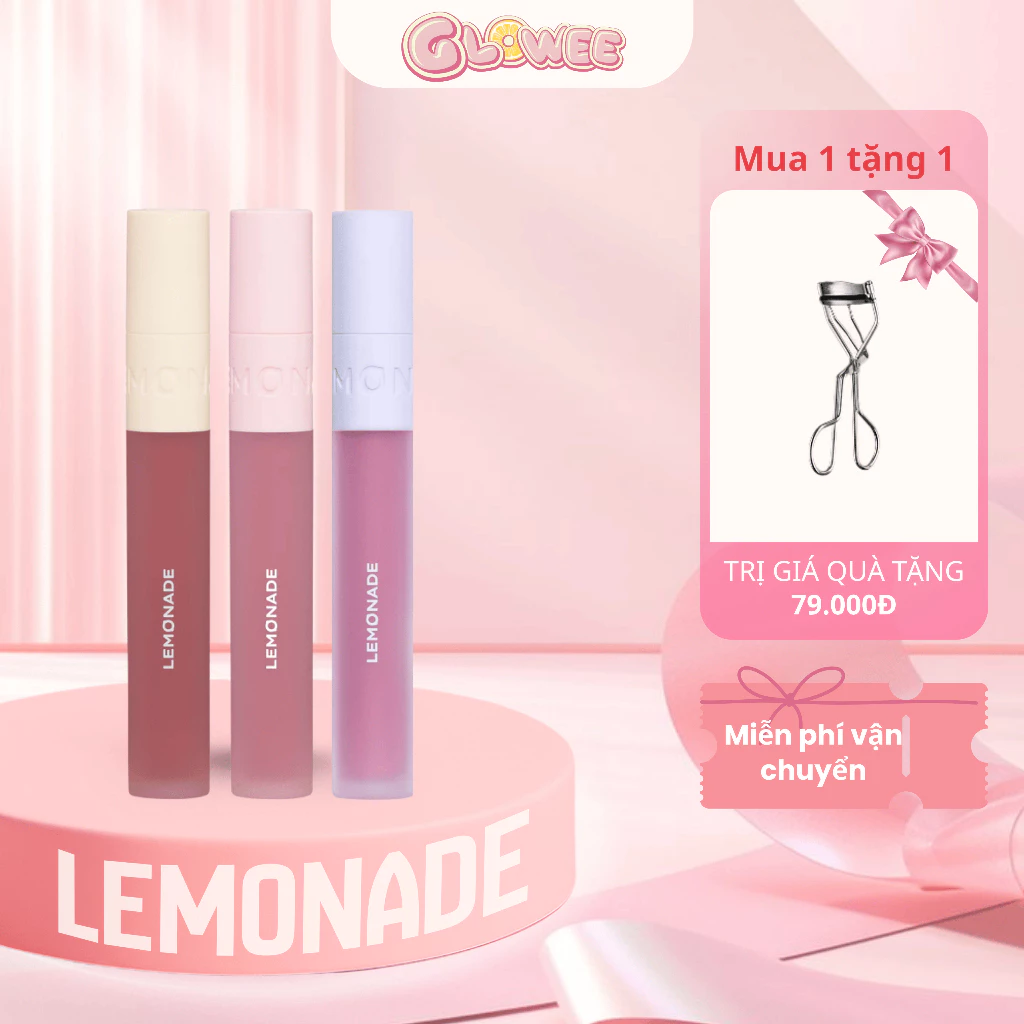 GLOWEE
Mua 1 tặng 1
TRỊ GIÁ QUÀ TẶNG
79.000Đ
Miễn phí vận
chuyển
MON
MON
MON
LEMONADE
LEMONADE
LEMONADE
LEMONADE